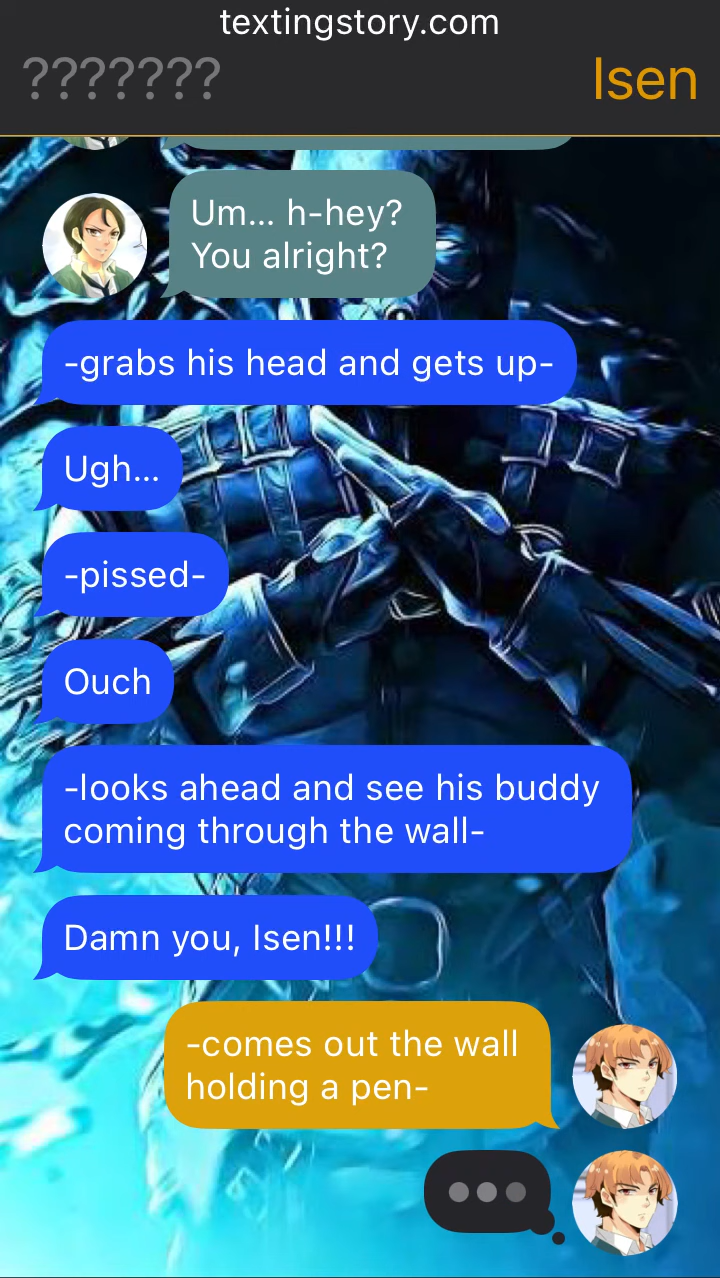 textingstory.com
???????
Isen
Um... h-hey?
You alright?
-grabs his head and gets up-
Ugh...
-pissed-
Ouch
-looks ahead and see his buddy
coming through the wall-
Damn you, Isen!!!
-comes out the wall
holding a pen-